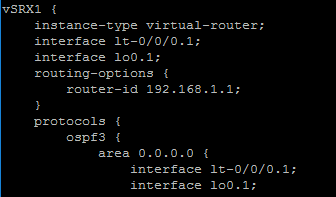 vSRX1 {
    instance-type virtual-router;
    interface lt-0/0/0.1;
    interface lo0.1;
    routing-options {
        router-id 192.168.1.1;
    }
    protocols {
        ospf3 {
            area 0.0.0.0 {
                interface lt-0/0/0.1;
                interface lo0.1;